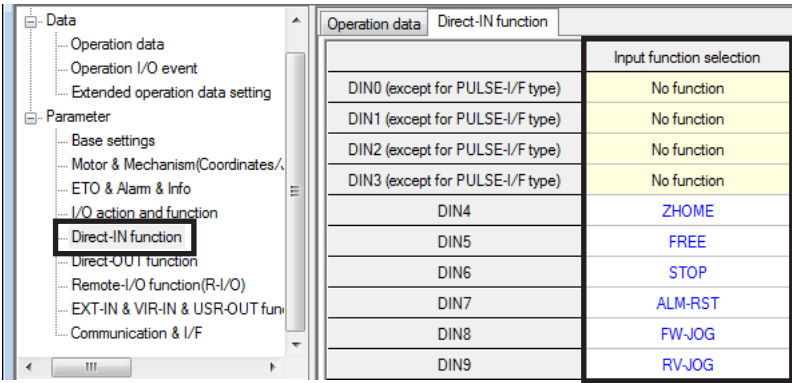 Data
Operation data
Operation I/O event
Extended operation data setting
Parameter
Base settings
Motor & Mechanism(Coordinates/
ETO & Alarm & Info
I/O action and function
Direct-IN function
Direct-OUT function
Remote-I/O function(R-I/O)
EXT-IN & VIR-IN & USR-OUT fun
Communication & I/F
Operation data Direct-IN function
Input function selection
DIN0 (except for PULSE-I/F type) No function
DIN1 (except for PULSE-I/F type) No function
DIN2 (except for PULSE-I/F type) No function
DIN3 (except for PULSE-I/F type) No function
DIN4 ZHOME
DIN5 FREE
DIN6 STOP
DIN7 ALM-RST
DIN8 FW-JOG
DIN9 RV-JOG